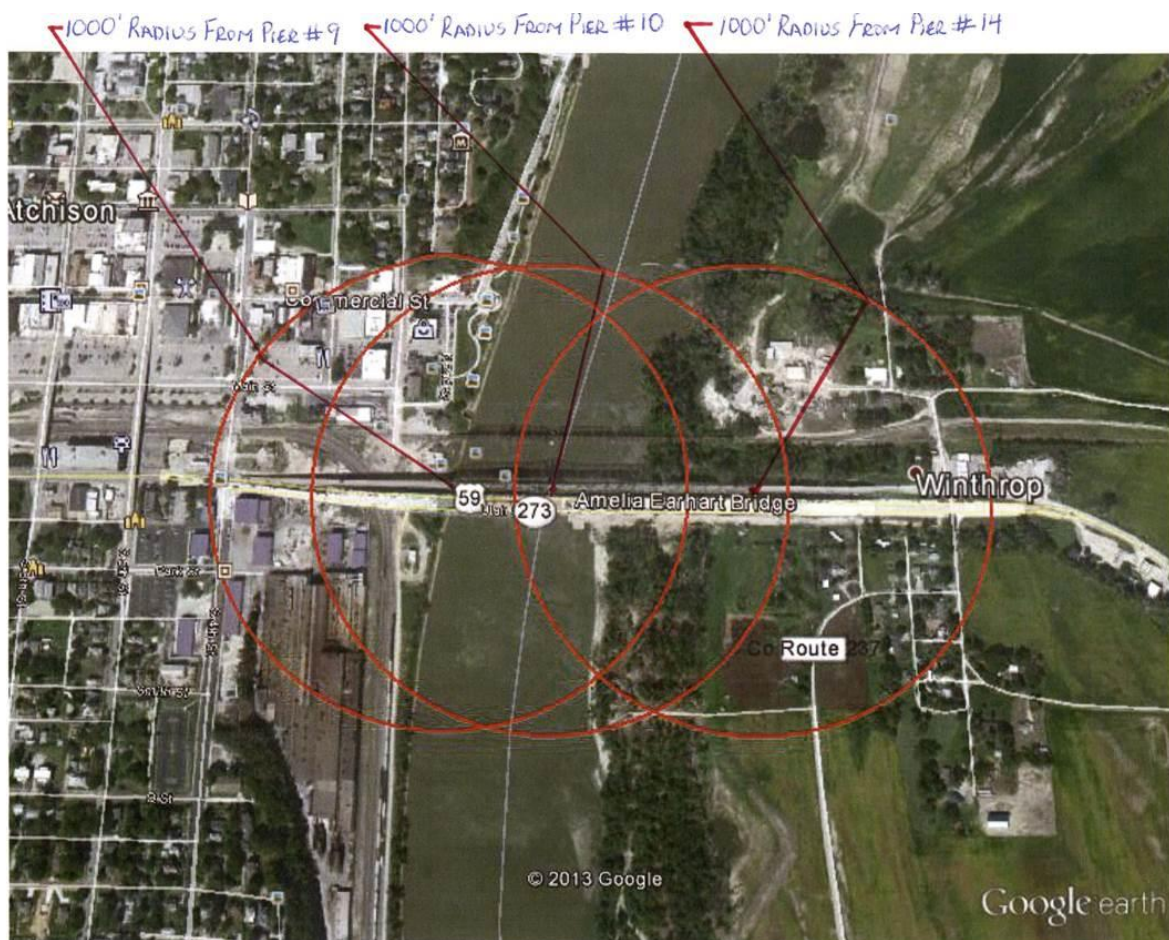 1000' RADIUS FROM PIER #9
1000' RADIUS FROM PIER #10
1000' RADIUS FROM PIER #14
Atchison
Commercial St
Main St
59
273
Amelia Earhart Bridge
Winthrop
Park St
Co Route 237
© 2013 Google
Google earth